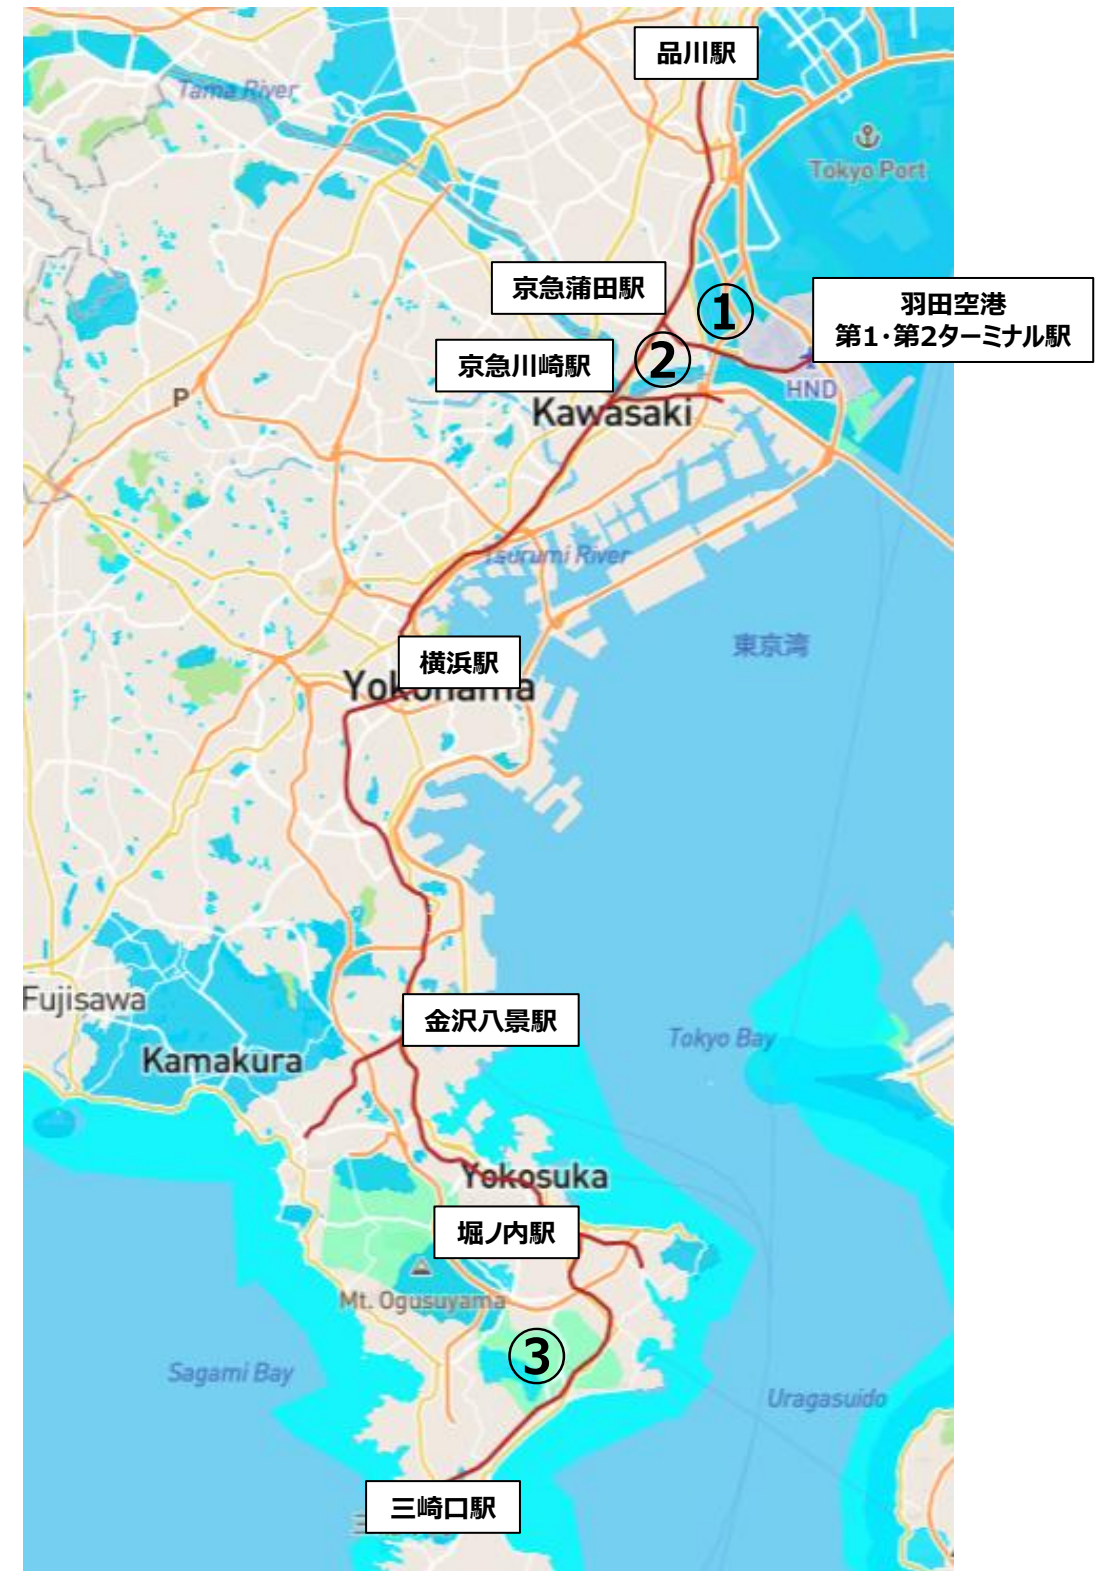 品川駅
Tama River
Tokyo Port
京急蒲田駅
①
羽田空港
第1・第2ターミナル駅
②
京急川崎駅
HND
P
Kawasaki
Tsurumi River
東京湾
横浜駅
Yokohama
Fujisawa
金沢八景駅
Tokyo Bay
Kamakura
Yokosuka
堀ノ内駅
Mt. Ogusuyama
③
Sagami Bay
Uragasuido
三崎口駅